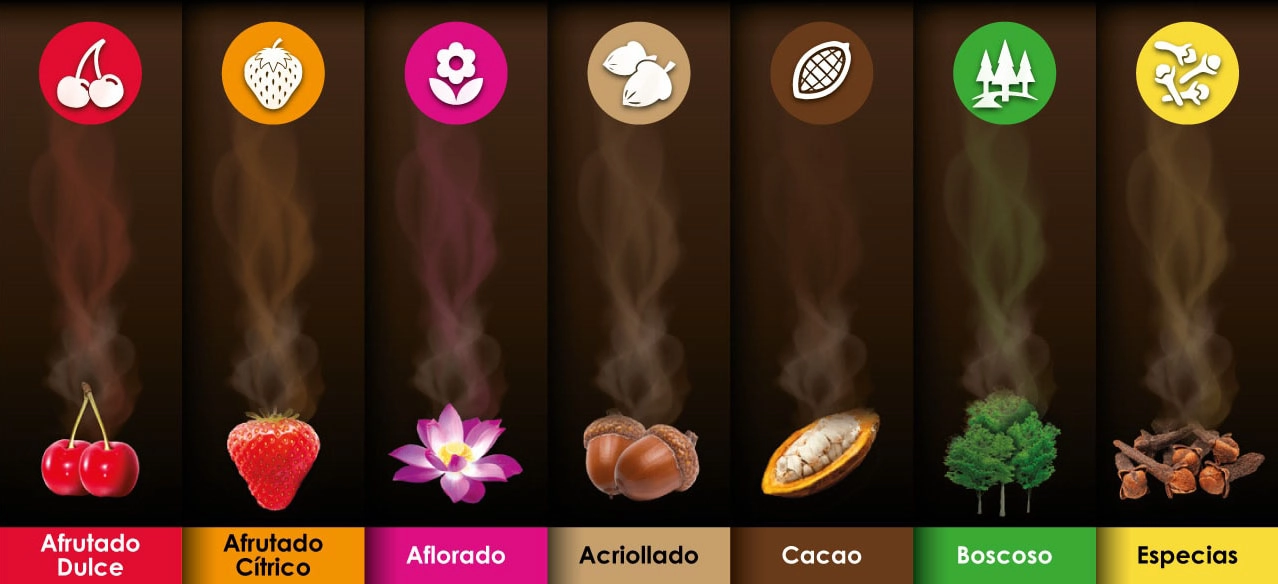 Afrutado
Dulce
Afrutado
Cítrico
Aflorado
Acriollado
Cacao
Boscoso
Especias